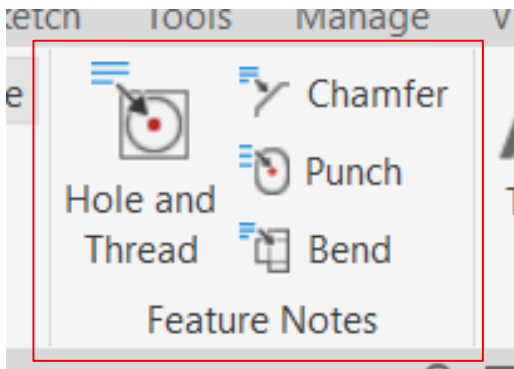 Tools
Manage
Hole and
Thread
Chamfer
Punch
Bend
Feature Notes